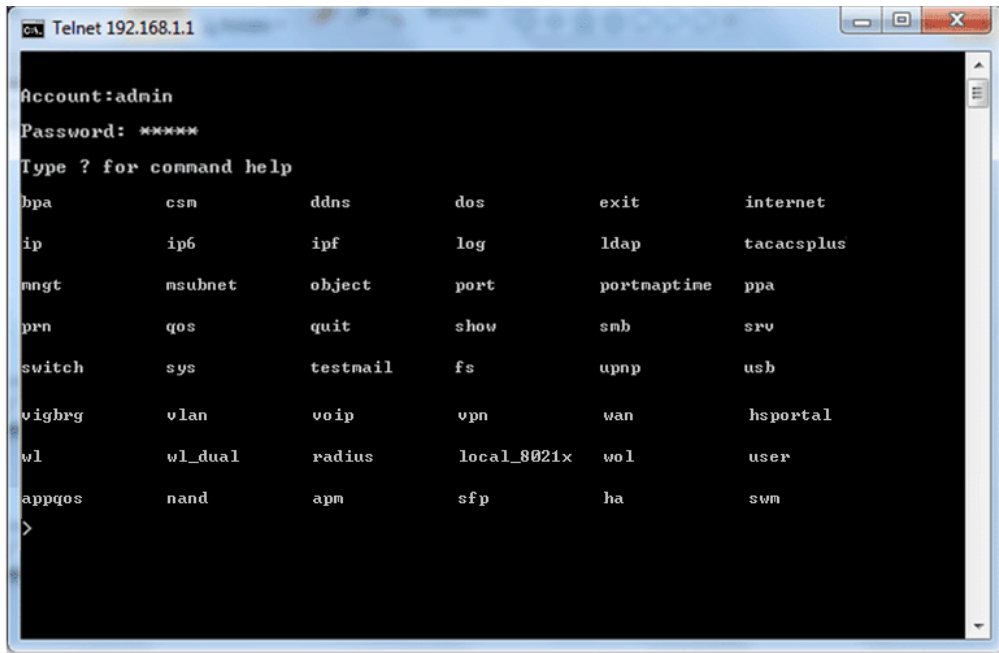 Telnet 192.168.1.1
Account:admin
Password: *****
Type ? for command help
bpa csm ddns dos exit internet
ip ip6 ipf log ldap tacacsplus
mngt msubnet object port portmaptime ppa
prn qos quit show smb srv
switch sys testmail fs upnp usb
vigbrg vlan voip vpn wan hsportal
wl wl_dual radius local_8021x wol user
appqos nand apm sfp ha swm
>